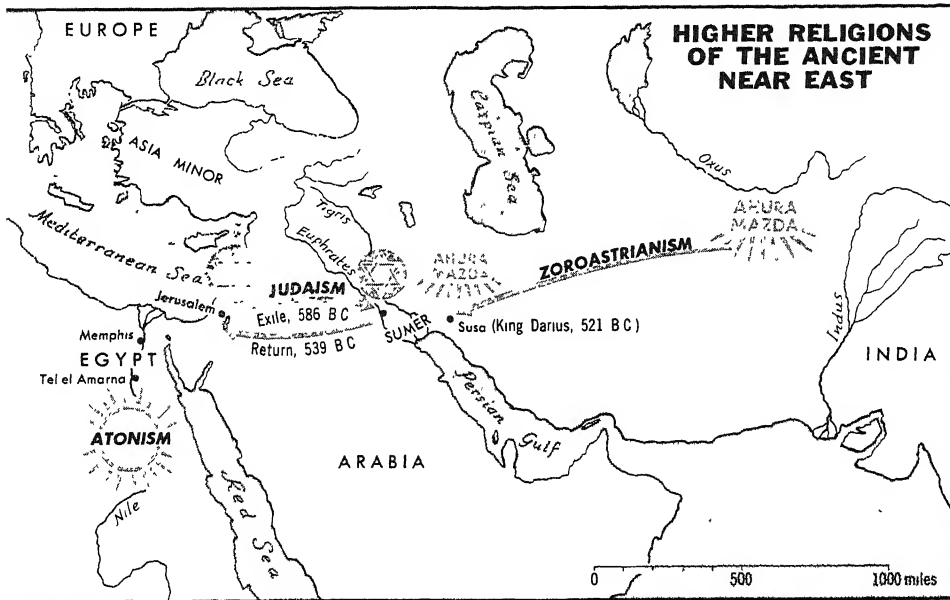 HIGHER RELIGIONS
OF THE ANCIENT
NEAR EAST
EUROPE
Black Sea
Caspian Sea
ASIA MINOR
Oxus
AHURA
MAZDA
Tigris
Euphrates
Mediterranean Sea
AHURA
MAZDA
ZOROASTRIANISM
JUDAISM
Jerusalem
Exile, 586 BC
SUMER
Susa (King Darius, 521 BC)
Return, 539 BC
Indus
INDIA
Memphis
EGYPT
Tel el Amarna
Persian
Gulf
ATONISM
ARABIA
Nile
Red Sea
0 500 1000 miles